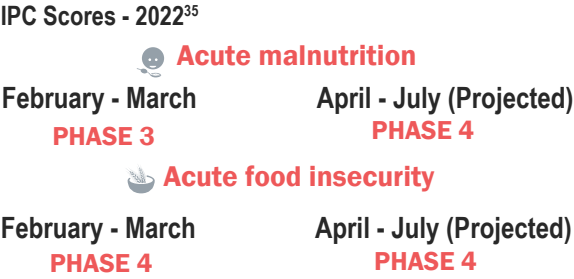 IPC Scores - 2022³⁵
Acute malnutrition
February - March April - July (Projected)
PHASE 3 PHASE 4
Acute food insecurity
February - March April - July (Projected)
PHASE 4 PHASE 4